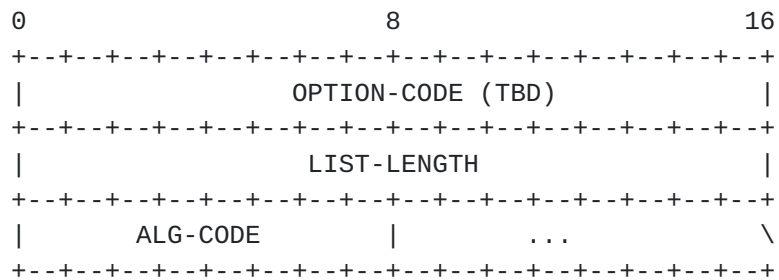 0                       8                      16
+--+--+--+--+--+--+--+--+--+--+--+--+--+--+--+--+
|                 OPTION-CODE (TBD)             |
+--+--+--+--+--+--+--+--+--+--+--+--+--+--+--+--+
|                  LIST-LENGTH                  |
+--+--+--+--+--+--+--+--+--+--+--+--+--+--+--+--+
|       ALG-CODE        |        ...            \
+--+--+--+--+--+--+--+--+--+--+--+--+--+--+--+--+